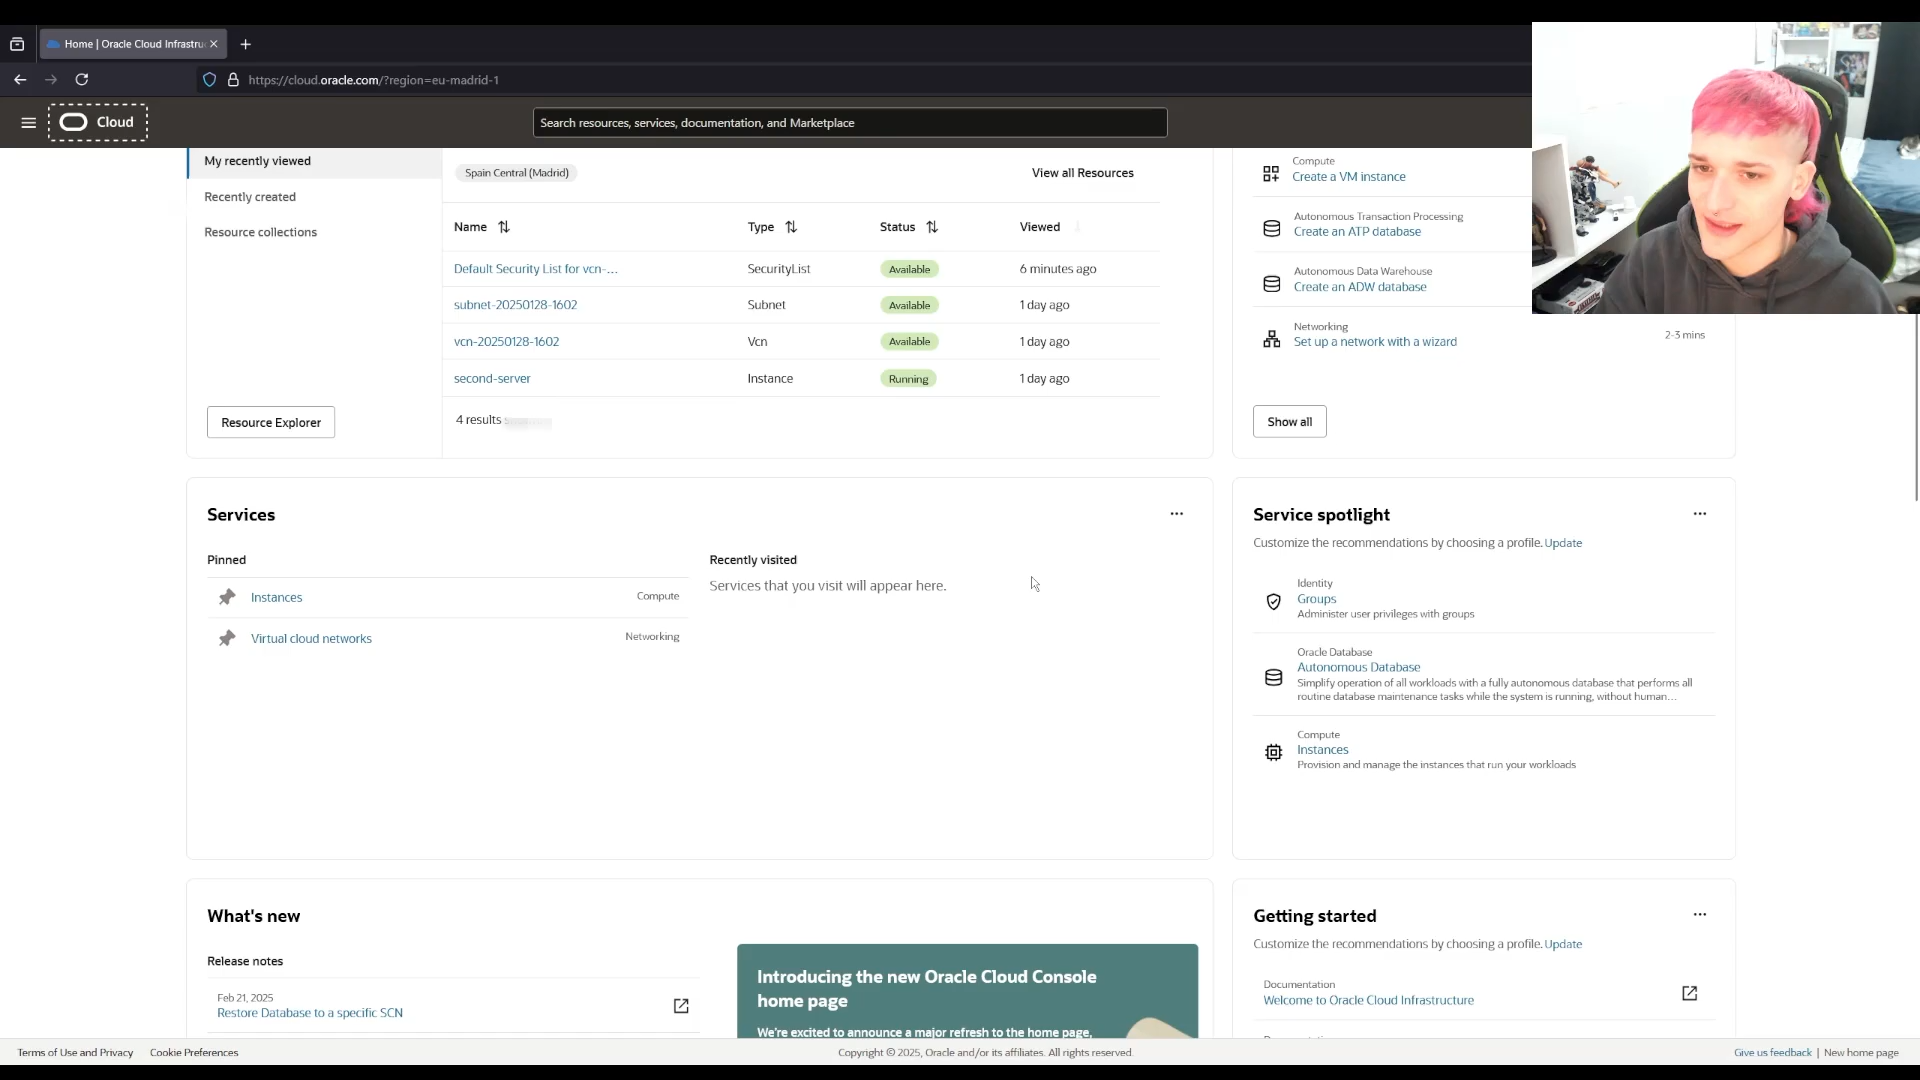 Home | Oracle Cloud Infrastru
https://cloud.oracle.com/?region=eu-madrid-1
Cloud
Search resources, services, documentation, and Marketplace
My recently viewed
Recently created
Resource collections
Resource Explorer
Spain Central (Madrid)
View all Resources
Name Type Status Viewed
Default Security List for vcn-... SecurityList Available 6 minutes ago
subnet-20250128-1602 Subnet Available 1 day ago
vcn-20250128-1602 Vcn Available 1 day ago
second-server Instance Running 1 day ago
4 results
Compute
Create a VM instance
Autonomous Transaction Processing
Create an ATP database
Autonomous Data Warehouse
Create an ADW database
Networking
Set up a network with a wizard
2-3 mins
Show all
Services
Pinned
Instances Compute
Virtual cloud networks Networking
Recently visited
Services that you visit will appear here.
Service spotlight
Customize the recommendations by choosing a profile. Update
Identity
Groups
Administer user privileges with groups
Oracle Database
Autonomous Database
Simplify operation of all workloads with a fully autonomous database that performs all
routine database maintenance tasks while the system is running, without human...
Compute
Instances
Provision and manage the instances that run your workloads
What's new
Release notes
Feb 21, 2025
Restore Database to a specific SCN
Introducing the new Oracle Cloud Console
home page
We're excited to announce a major refresh to the home page,
Getting started
Customize the recommendations by choosing a profile. Update
Documentation
Welcome to Oracle Cloud Infrastructure
Terms of Use and Privacy
Cookie Preferences
Copyright © 2025, Oracle and/or its affiliates. All rights reserved.
Give us feedback | New home page